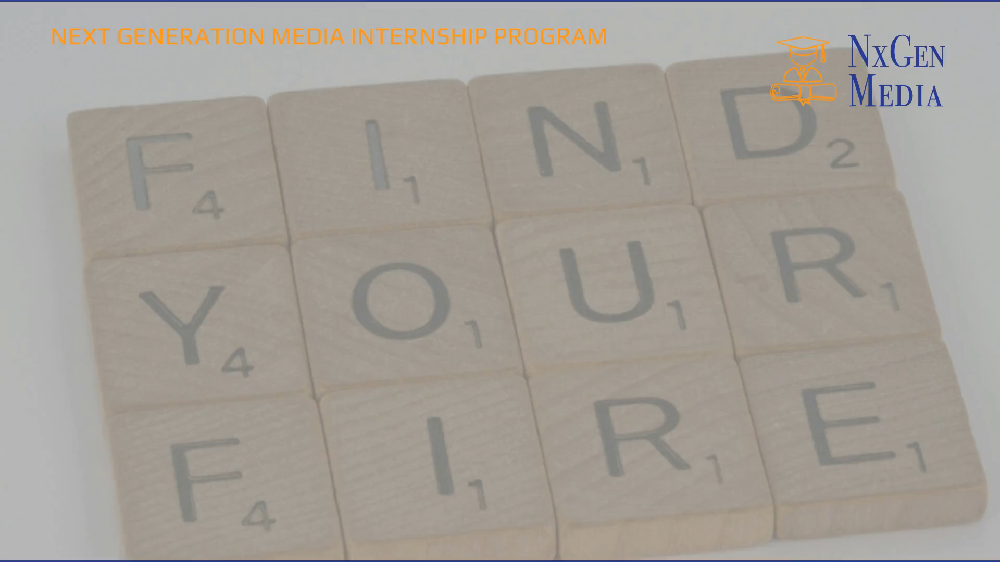 NEXT GENERATION MEDIA INTERNSHIP PROGRAM
NXGEN
MEDIA
F4 I1 N1 D2
Y4 O1 U1 R1
F4 I1 R1 E1